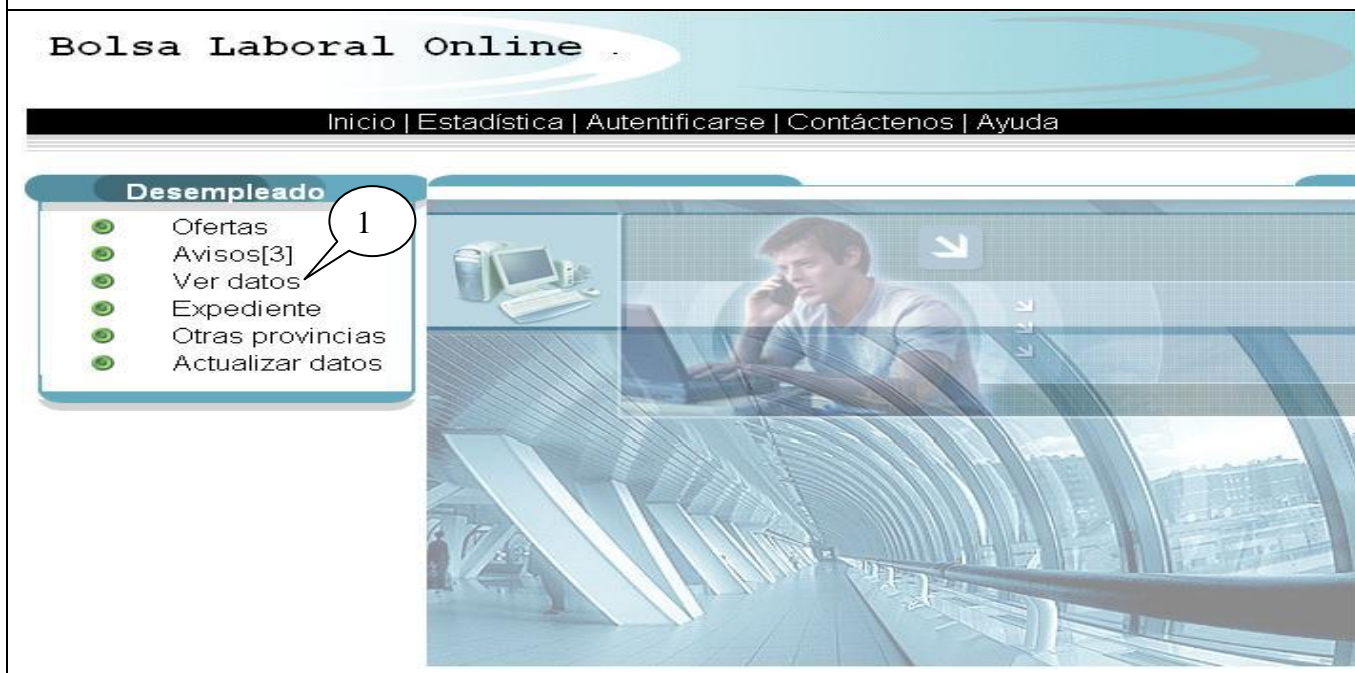 Bolsa Laboral Online .
Inicio | Estadística | Autentificarse | Contáctenos | Ayuda
Desempleado
Ofertas
1
Avisos[3]
Ver datos
Expediente
Otras provincias
Actualizar datos